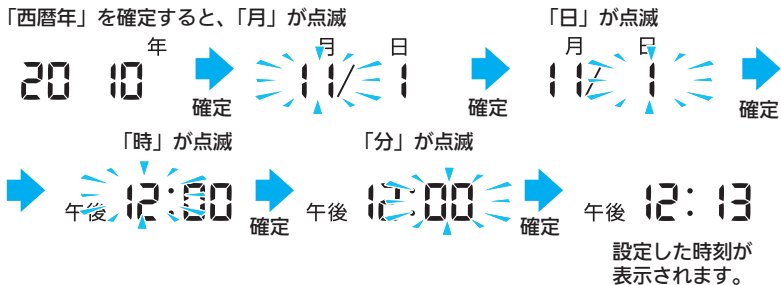 「西暦年」を確定すると、「月」が点滅
「日」が点滅
年
月 日
月 日
20 10
11/ 1
11/ 1
確定
確定
確定
「時」が点滅
「分」が点滅
午後 12:00
午後 12:00
午後 12:13
確定
確定
設定した時刻が
表示されます。